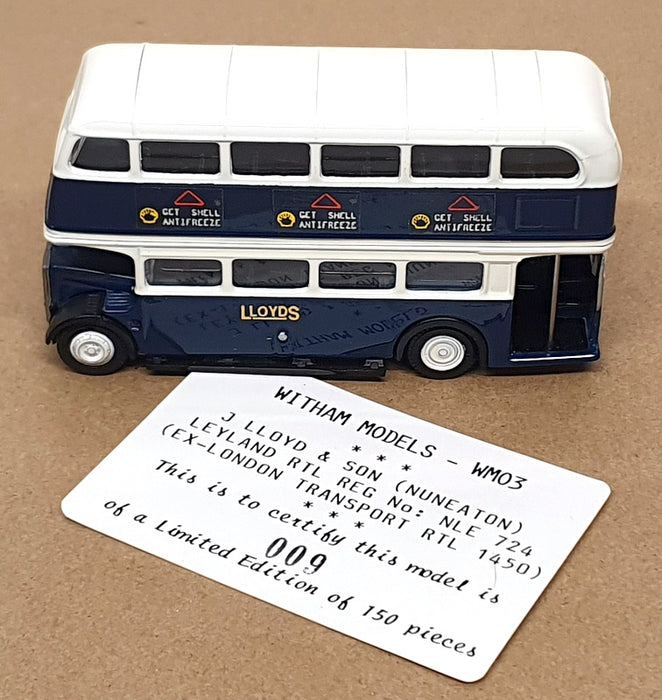 GET SHELL
ANTIFREEZE
GET SHELL
ANTIFREEZE
GET SHELL
ANTIFREEZE
LLOYDS
WITHAM MODELS - WM03
* * *
J LLOYD & SON (NUNEATON)
LEYLAND RTL REG No: NLE 724
(EX-LONDON TRANSPORT RTL 1450)
* * *
This is to certify this model is
009
of a Limited Edition of 150 pieces